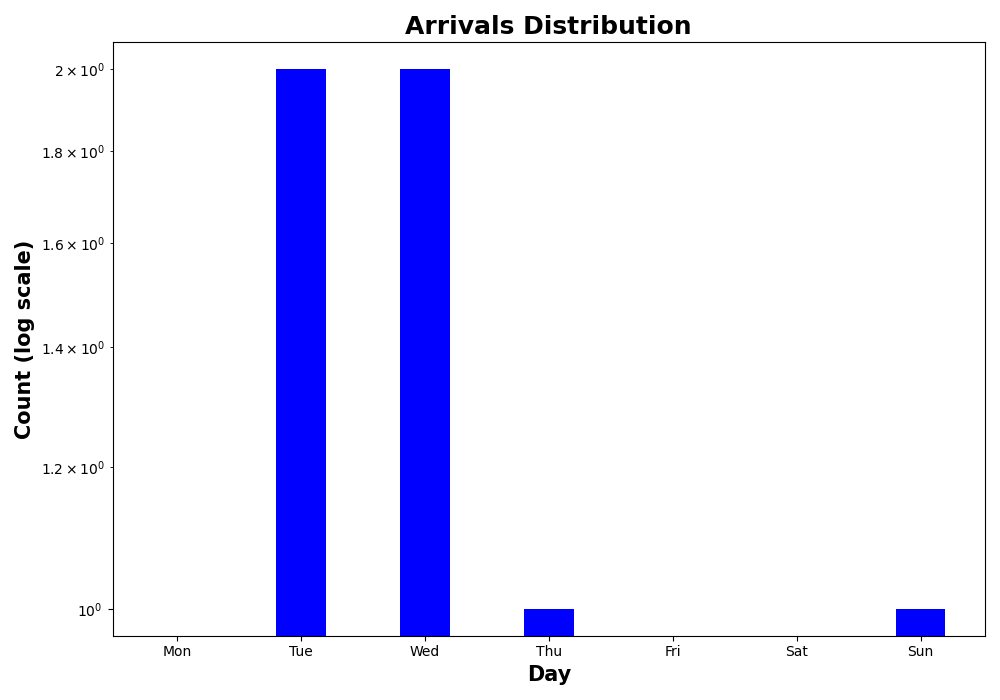 Arrivals Distribution
Count (log scale)
2 × 10⁰
1.8 × 10⁰
1.6 × 10⁰
1.4 × 10⁰
1.2 × 10⁰
10⁰
Mon Tue Wed Thu Fri Sat Sun
Day